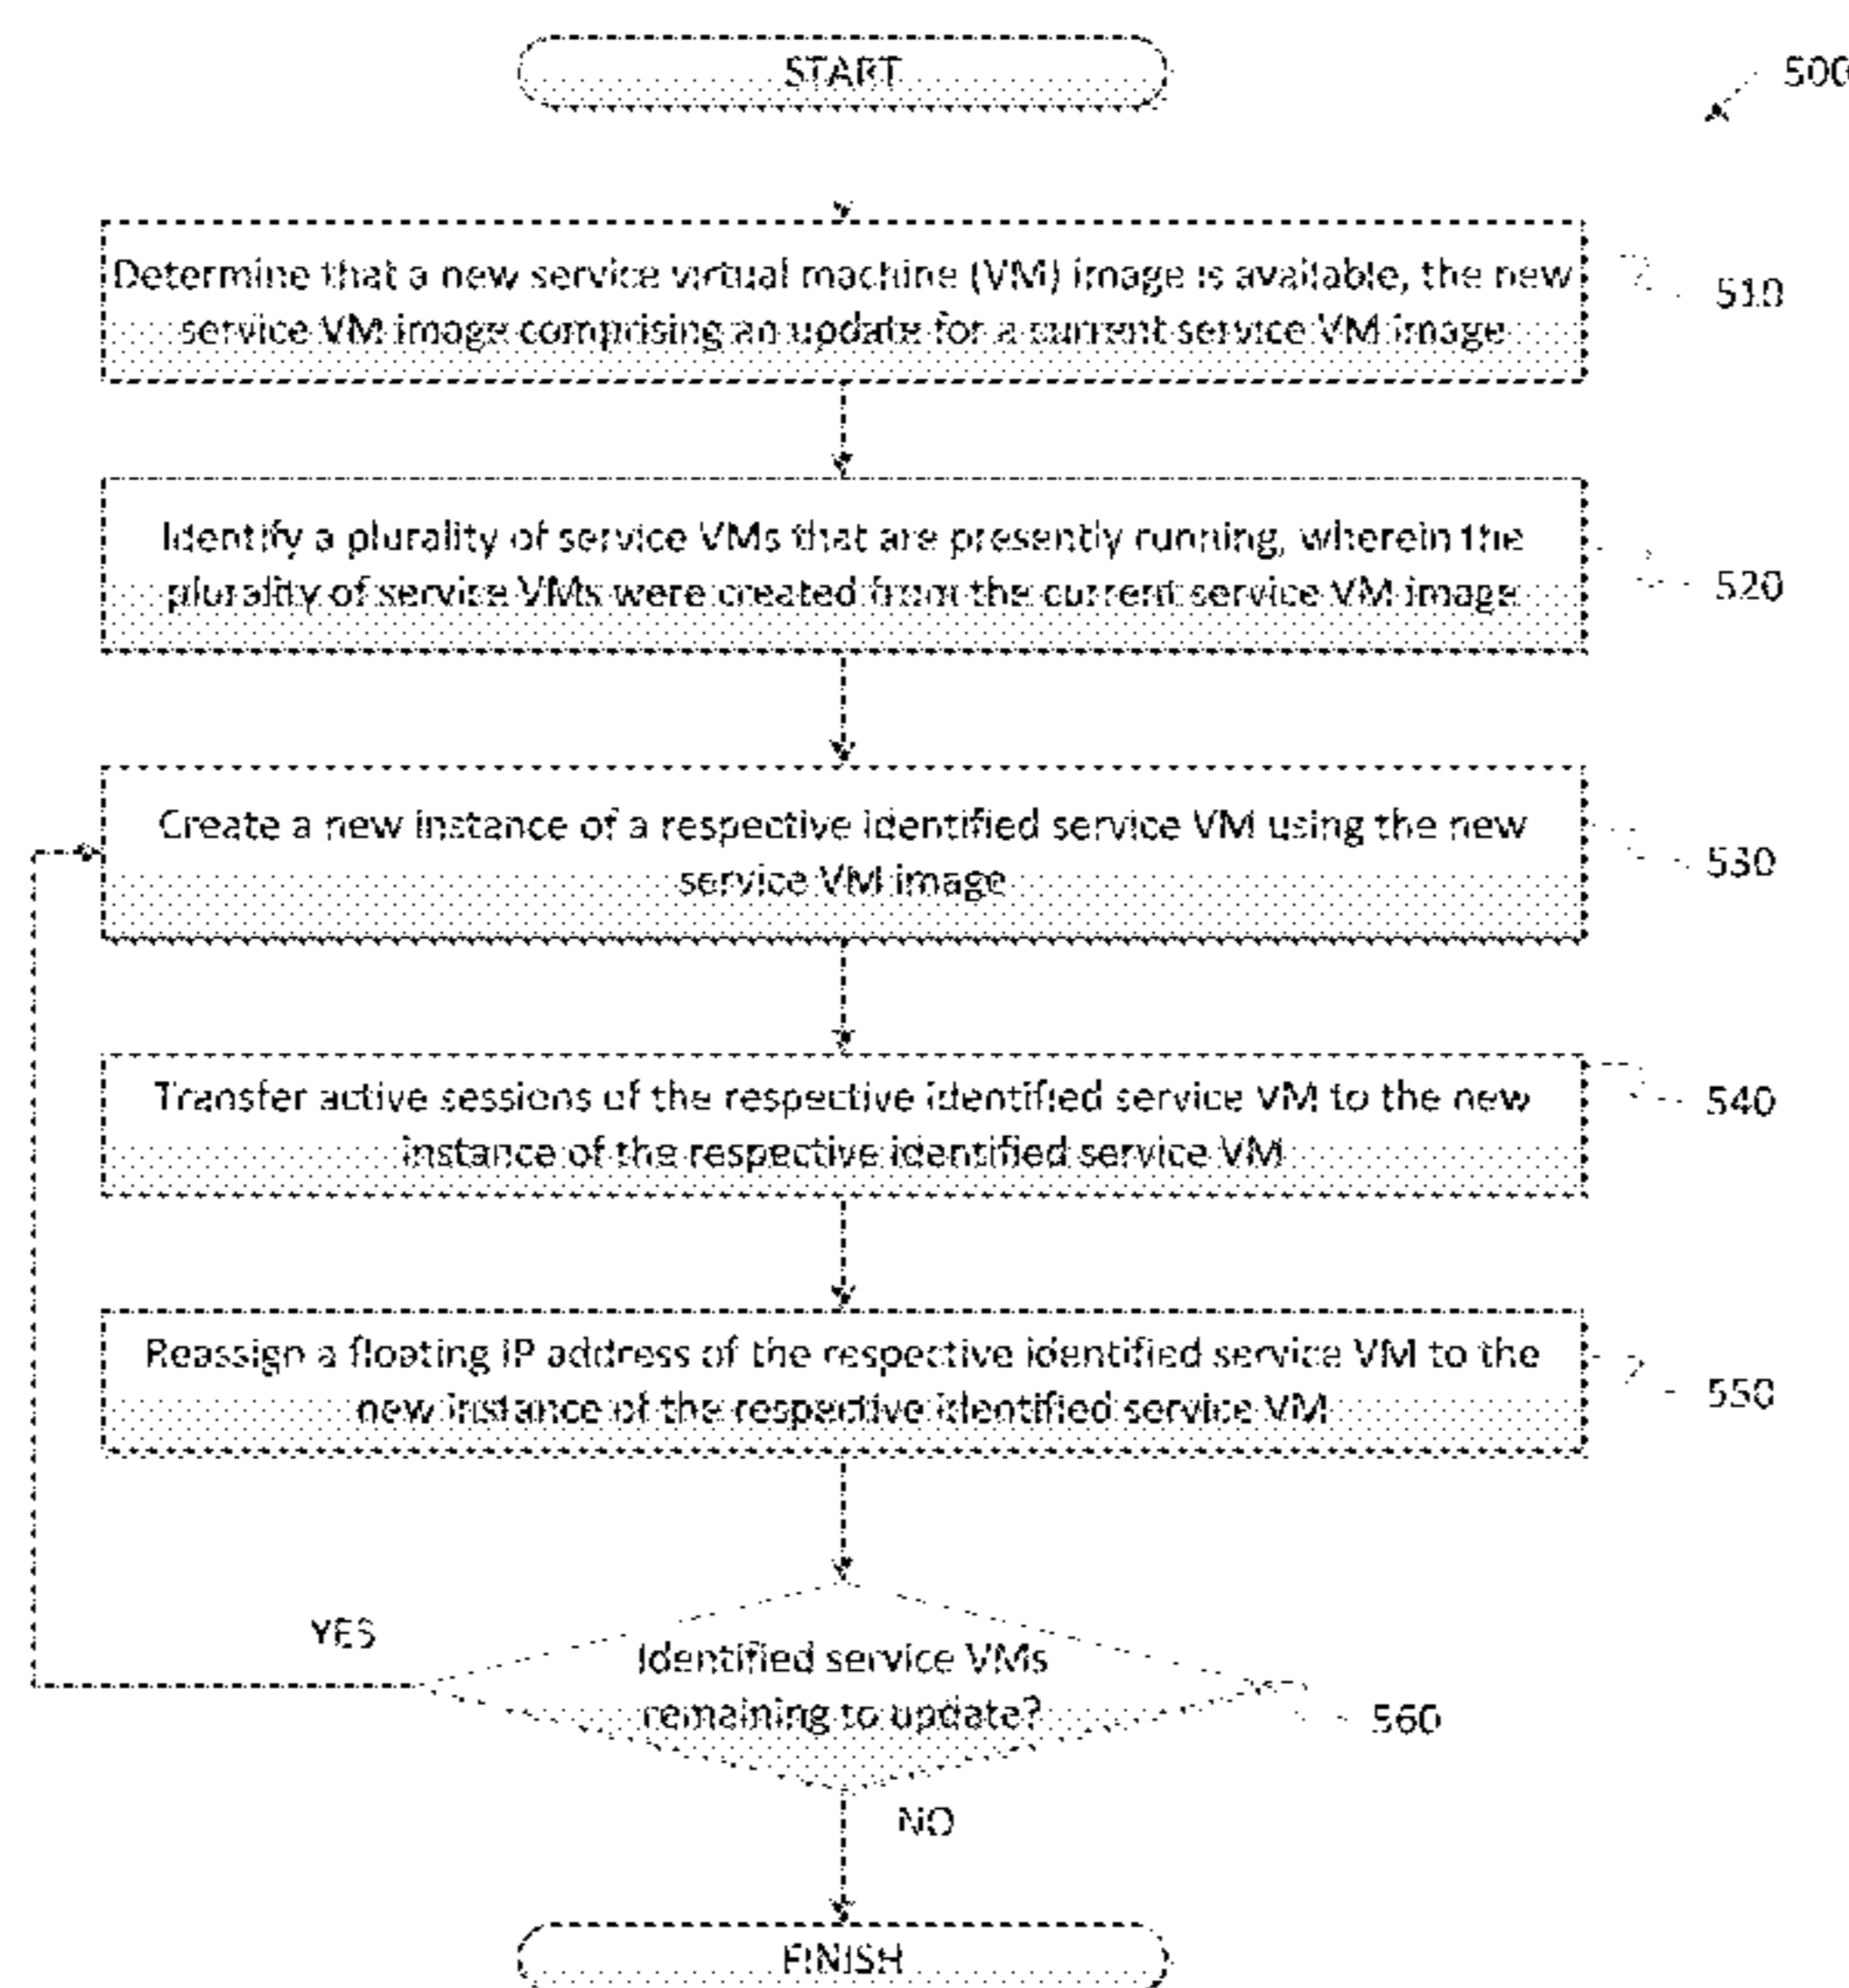 START
500
Determine that a new service virtual machine (VM) image is available, the new
service VM image comprising an update for a current service VM image
510
Identify a plurality of service VMs that are presently running, wherein the
plurality of service VMs were created from the current service VM image
520
Create a new instance of a respective identified service VM using the new
service VM image
530
Transfer active sessions of the respective identified service VM to the new
instance of the respective identified service VM
540
Reassign a floating IP address of the respective identified service VM to the
new instance of the respective identified service VM
550
YES
Identified service VMs
remaining to update?
560
NO
FINISH